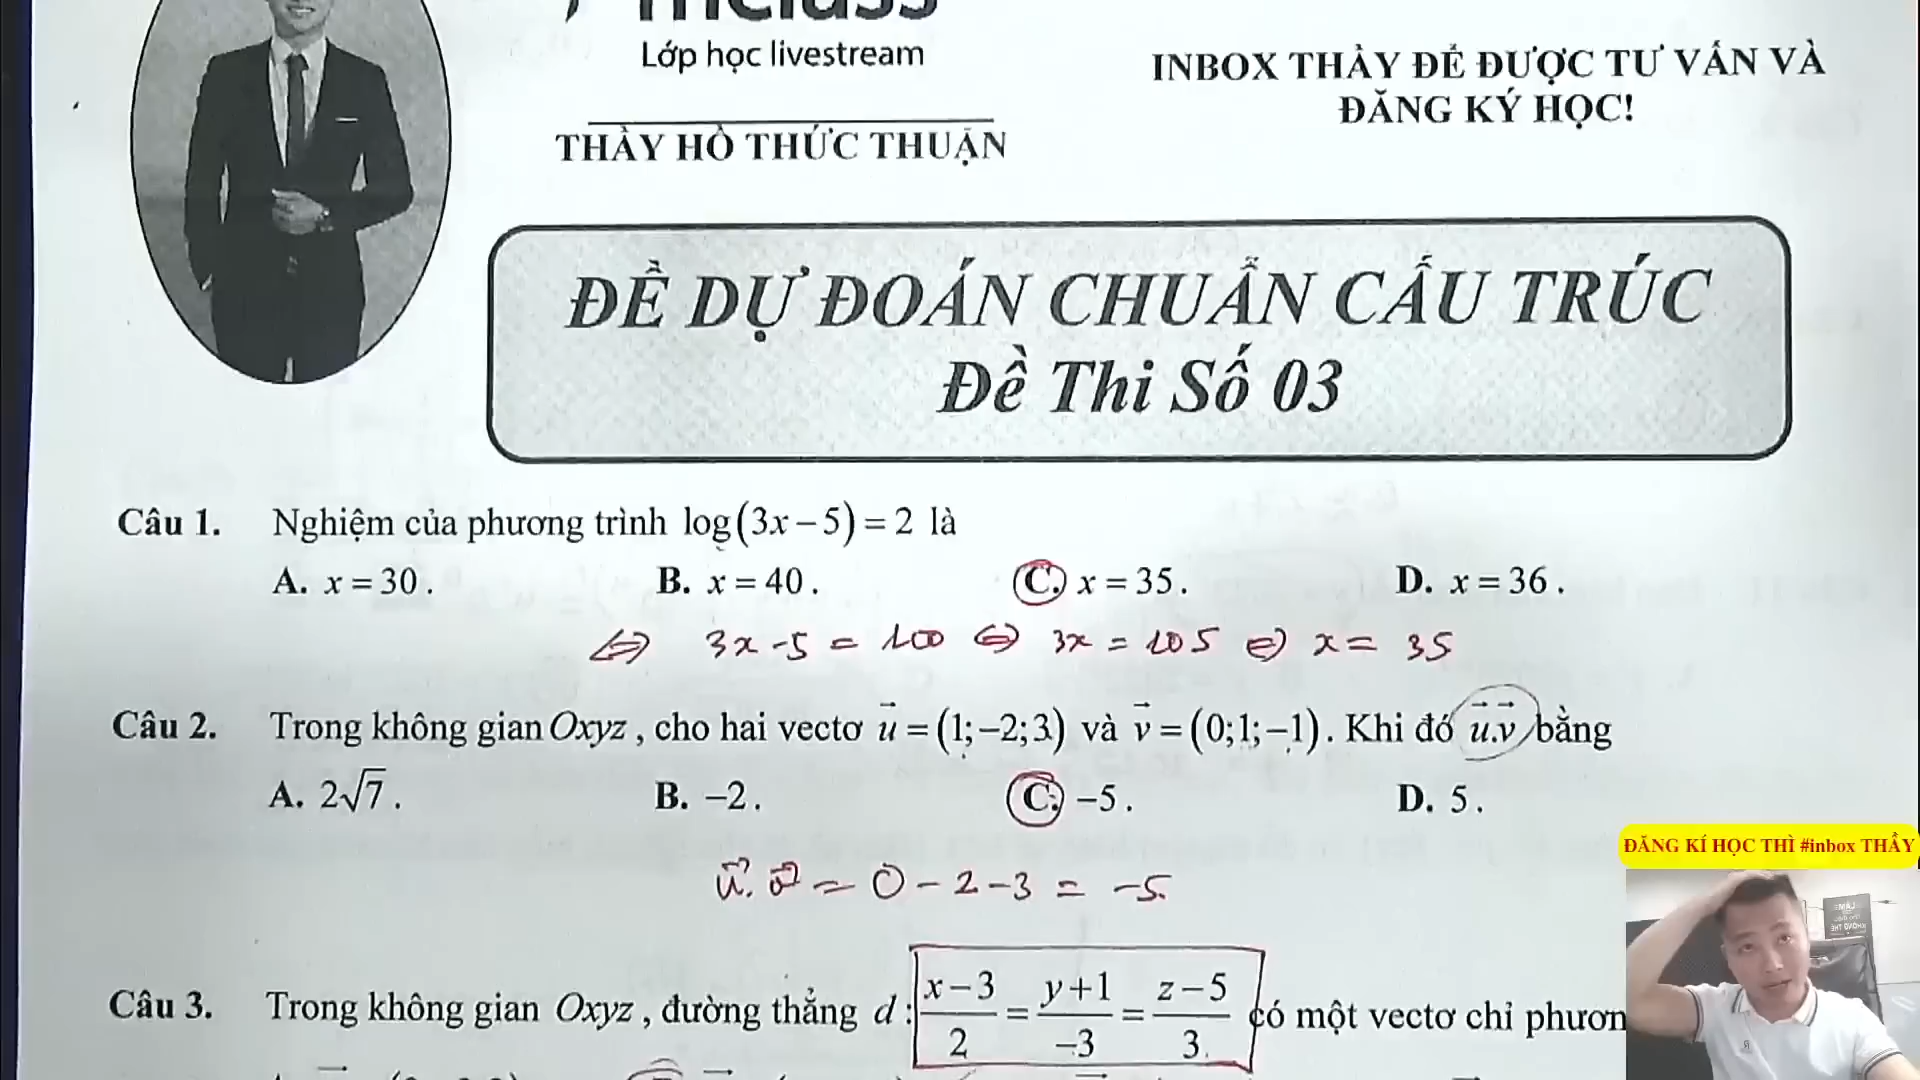 Lớp học livestream
INBOX THẦY ĐỂ ĐƯỢC TƯ VẤN VÀ
ĐĂNG KÝ HỌC!
THẦY HỒ THỨC THUẬN
ĐỀ DỰ ĐOÁN CHUẨN CẤU TRÚC
Đề Thi Số 03
Câu 1. Nghiệm của phương trình log(3x−5)=2 là
A. x=30. B. x=40. C. x=35. D. x=36.
⇔ 3x-5 = 100 ⇔ 3x = 105 ⇔ x = 35
Câu 2. Trong không gian Oxyz, cho hai vectơ u⃗=(1;−2;3) và v⃗=(0;1;−1). Khi đó u⃗.v⃗ bằng
A. 2√7. B. −2. C. −5. D. 5.
u⃗.v⃗ = 0-2-3 = -5.
ĐĂNG KÍ HỌC THÌ #inbox THẦY
Câu 3. Trong không gian Oxyz, đường thẳng d: (x−3)/2 = (y+1)/−3 = (z−5)/3 có một vectơ chỉ